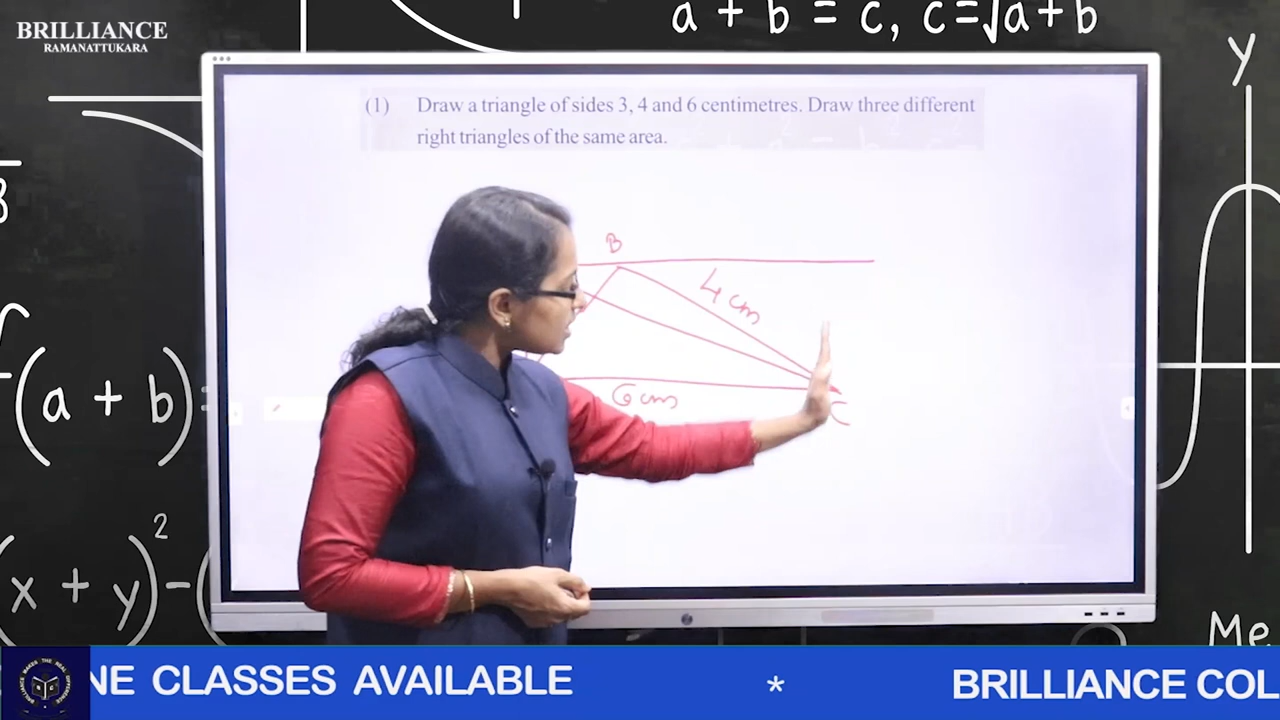 BRILLIANCE
RAMANATTUKARA
a + b = c, c=√a+b
y
(1) Draw a triangle of sides 3, 4 and 6 centimetres. Draw three different
right triangles of the same area.
B
4 cm
6 cm
C
(a + b)
(x + y)² - (
Me
NE CLASSES AVAILABLE * BRILLIANCE COL